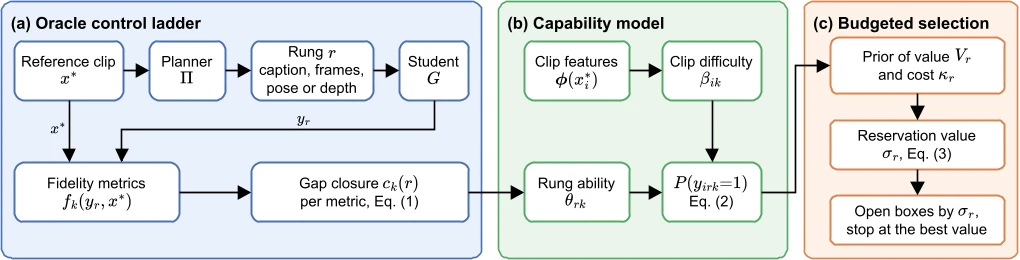 (a) Oracle control ladder
Reference clip
x*
Planner
Π
Rung r
caption, frames,
pose or depth
Student
G
x*
y_r
Fidelity metrics
f_k(y_r, x*)
Gap closure c_k(r)
per metric, Eq. (1)
(b) Capability model
Clip features
ϕ(x_i*)
Clip difficulty
β_ik
Rung ability
θ_rk
P(y_irk=1)
Eq. (2)
(c) Budgeted selection
Prior of value V_r
and cost κ_r
Reservation value
σ_r, Eq. (3)
Open boxes by σ_r,
stop at the best value